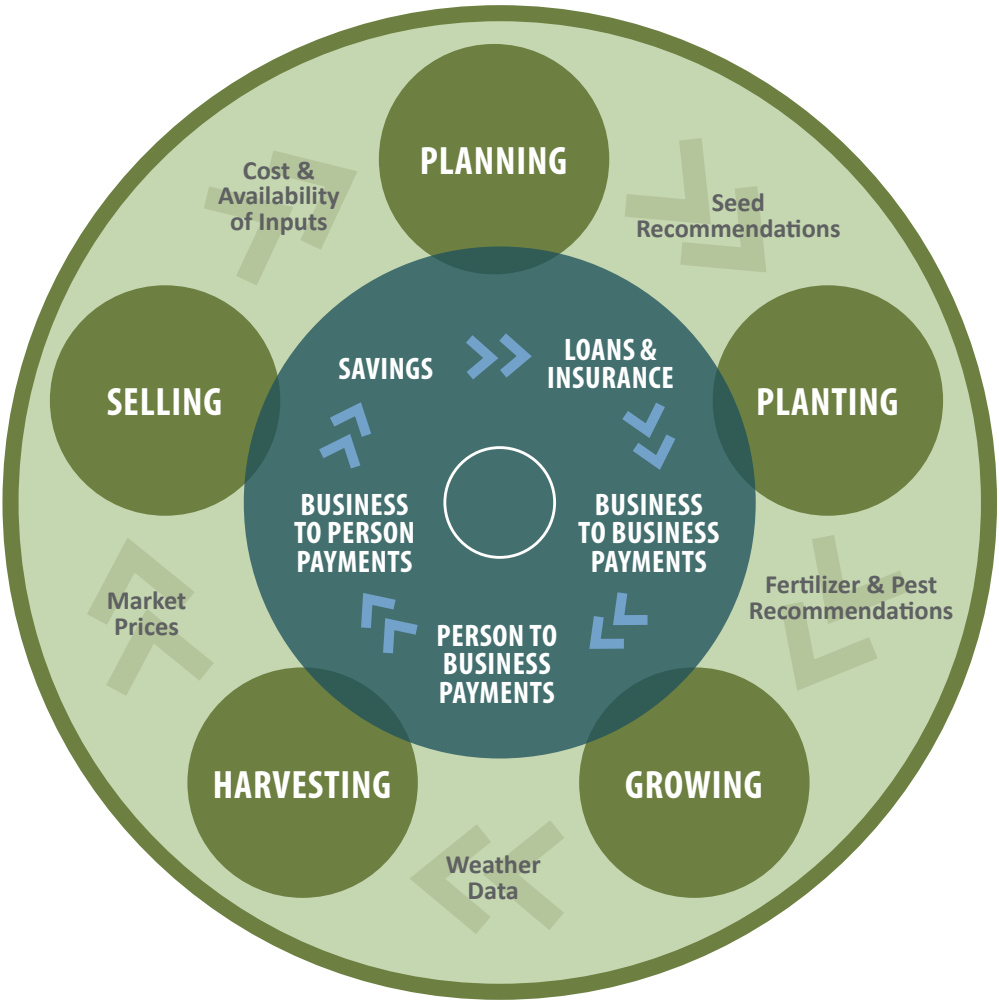 PLANNING
Cost &
Availability
of Inputs
Seed
Recommendations
SAVINGS
LOANS &
INSURANCE
SELLING
PLANTING
BUSINESS
TO PERSON
PAYMENTS
BUSINESS
TO BUSINESS
PAYMENTS
Market
Prices
Fertilizer & Pest
Recommendations
PERSON TO
BUSINESS
PAYMENTS
HARVESTING
GROWING
Weather
Data